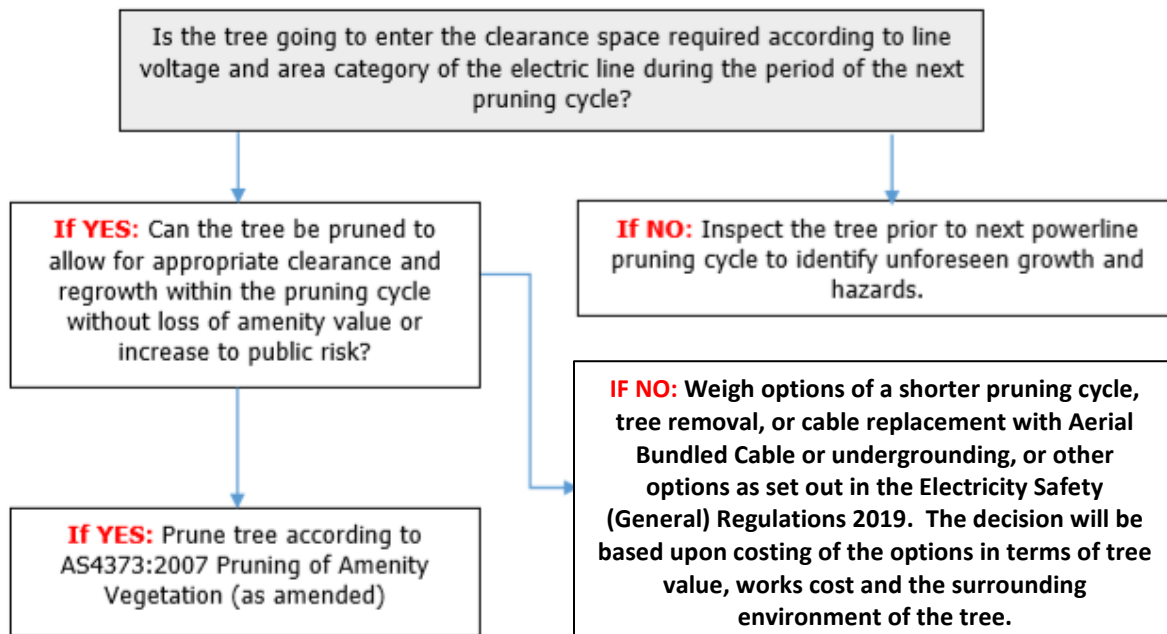 Is the tree going to enter the clearance space required according to line
voltage and area category of the electric line during the period of the next
pruning cycle?
If YES: Can the tree be pruned to
allow for appropriate clearance and
regrowth within the pruning cycle
without loss of amenity value or
increase to public risk?
If NO: Inspect the tree prior to next powerline
pruning cycle to identify unforeseen growth and
hazards.
If YES: Prune tree according to
AS4373:2007 Pruning of Amenity
Vegetation (as amended)
IF NO: Weigh options of a shorter pruning cycle,
tree removal, or cable replacement with Aerial
Bundled Cable or undergrounding, or other
options as set out in the Electricity Safety
(General) Regulations 2019.  The decision will be
based upon costing of the options in terms of tree
value, works cost and the surrounding
environment of the tree.